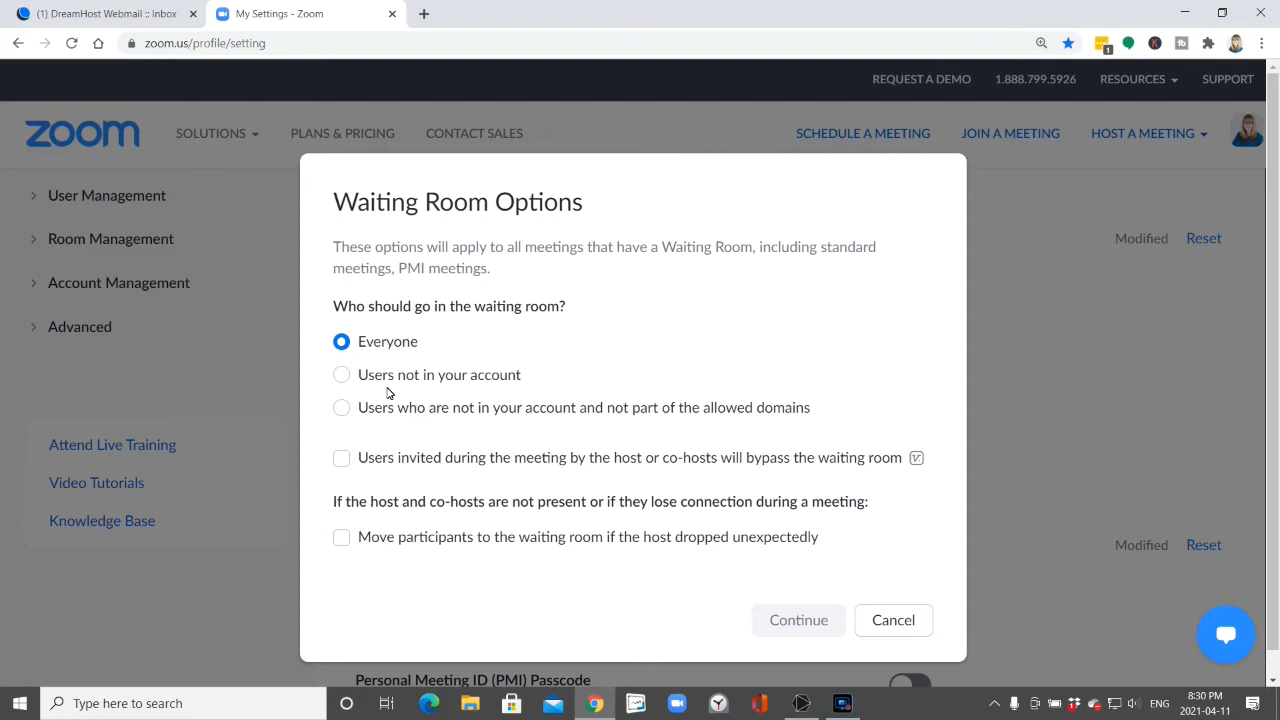 (1) DreamHost Webmail :: Inbox
My Settings - Zoom
zoom.us/profile/setting
1
REQUEST A DEMO 1.888.799.5926 RESOURCES SUPPORT
zoom SOLUTIONS PLANS & PRICING CONTACT SALES SCHEDULE A MEETING JOIN A MEETING HOST A MEETING
User Management
Room Management
Account Management
Advanced
Attend Live Training
Video Tutorials
Knowledge Base
Modified Reset
Modified Reset
Waiting Room Options
These options will apply to all meetings that have a Waiting Room, including standard
meetings, PMI meetings.
Who should go in the waiting room?
Everyone
Users not in your account
Users who are not in your account and not part of the allowed domains
Users invited during the meeting by the host or co-hosts will bypass the waiting room
If the host and co-hosts are not present or if they lose connection during a meeting:
Move participants to the waiting room if the host dropped unexpectedly
Continue Cancel
Personal Meeting ID (PMI) Passcode
Type here to search
ENG
8:30 PM
2021-04-11